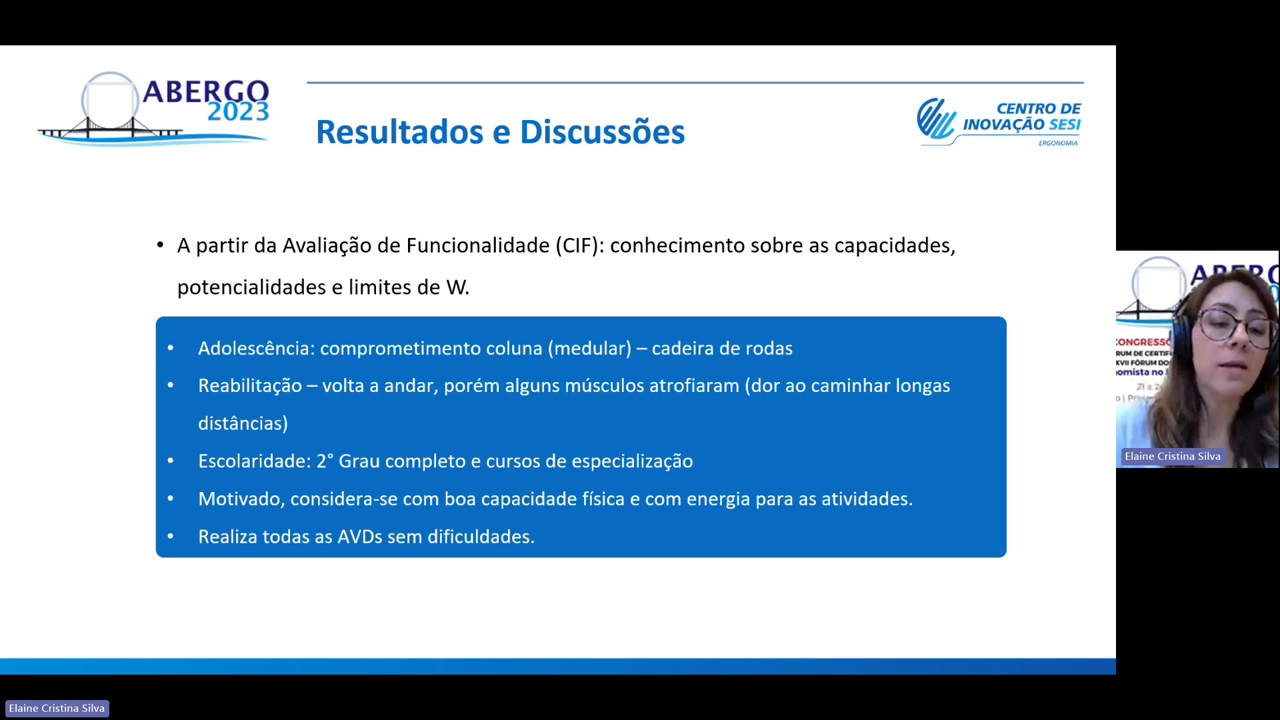 ABERGO
2023
Resultados e Discussões
CENTRO DE
INOVAÇÃO SESI
ERGONOMIA
• A partir da Avaliação de Funcionalidade (CIF): conhecimento sobre as capacidades,
potencialidades e limites de W.
• Adolescência: comprometimento coluna (medular) – cadeira de rodas
• Reabilitação – volta a andar, porém alguns músculos atrofiaram (dor ao caminhar longas
distâncias)
• Escolaridade: 2° Grau completo e cursos de especialização
• Motivado, considera-se com boa capacidade física e com energia para as atividades.
• Realiza todas as AVDs sem dificuldades.
CONGRESSO
Elaine Cristina Silva
Elaine Cristina Silva